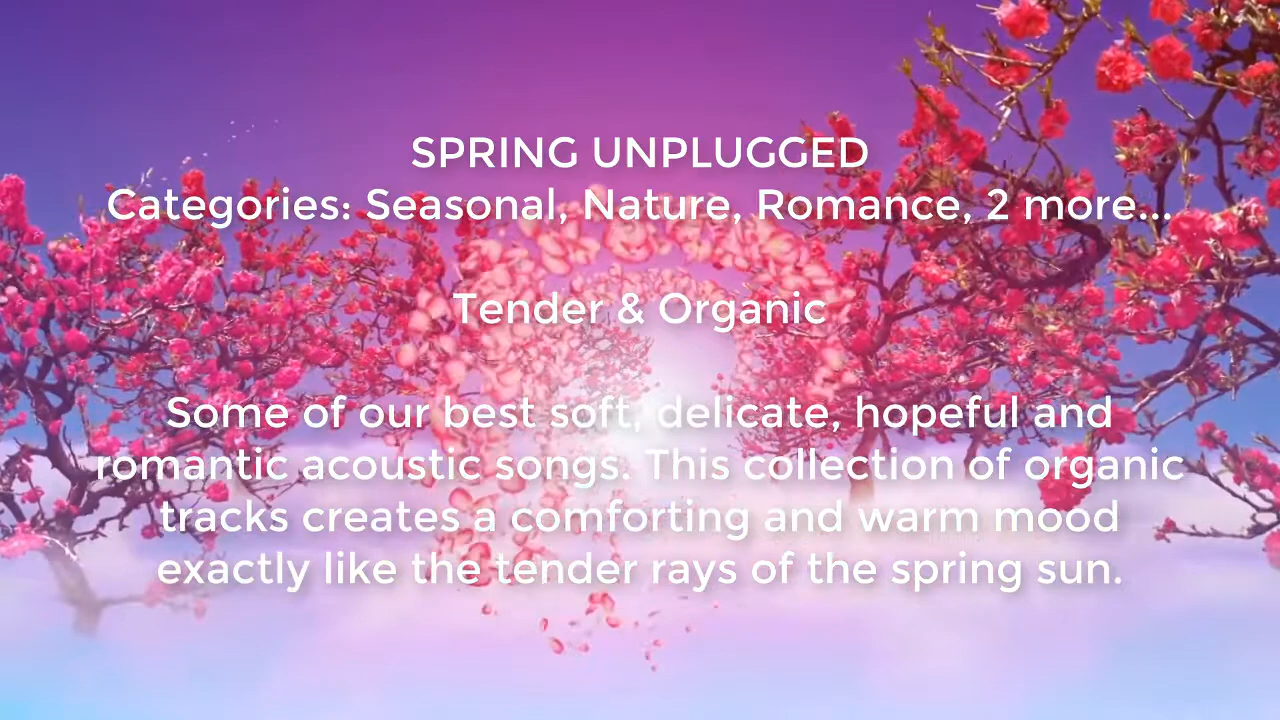 SPRING UNPLUGGED
Categories: Seasonal, Nature, Romance, 2 more...
Tender & Organic
Some of our best soft, delicate, hopeful and
romantic acoustic songs. This collection of organic
tracks creates a comforting and warm mood
exactly like the tender rays of the spring sun.